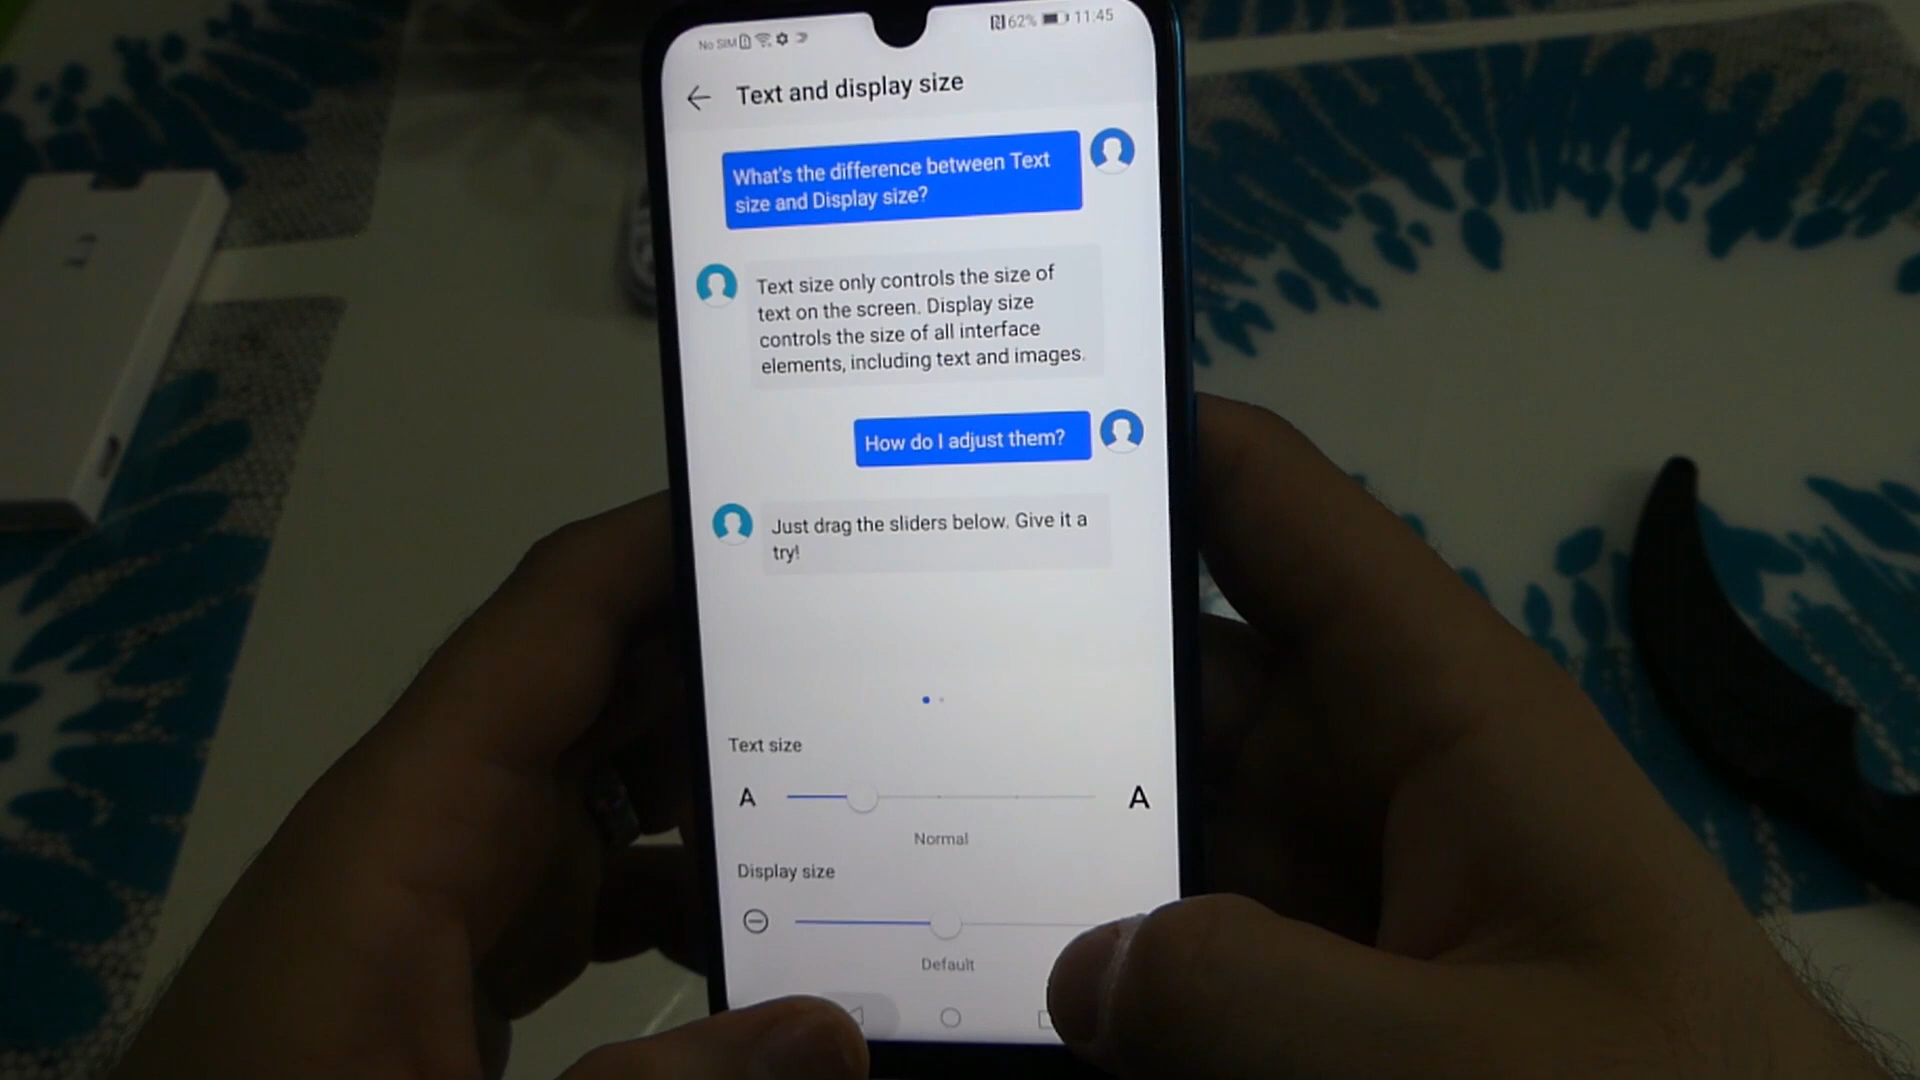 No SIM 62% 11:45
Text and display size
What's the difference between Text
size and Display size?
Text size only controls the size of
text on the screen. Display size
controls the size of all interface
elements, including text and images.
How do I adjust them?
Just drag the sliders below. Give it a
try!
Text size
A A
Normal
Display size
Default